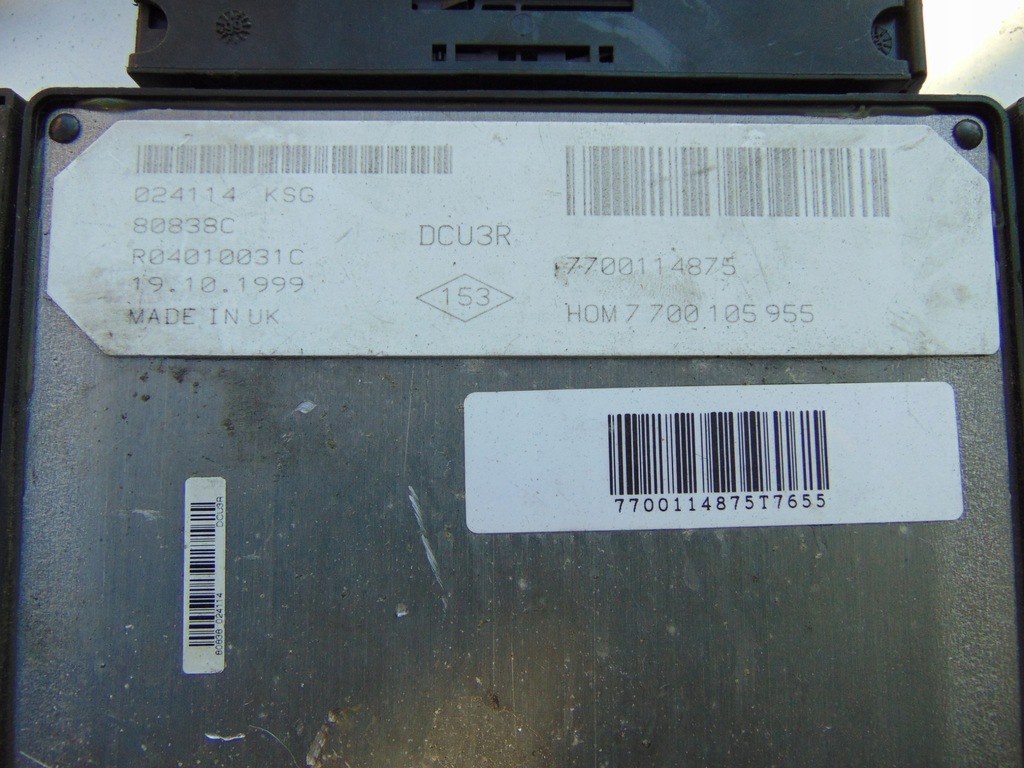 024114 KSG
80838C
R04010031C
19.10.1999
MADE IN UK
DCU3R
153
7700114875
HOM 7 700 105 955
7700114875T7655
DCU3R
80838 024114